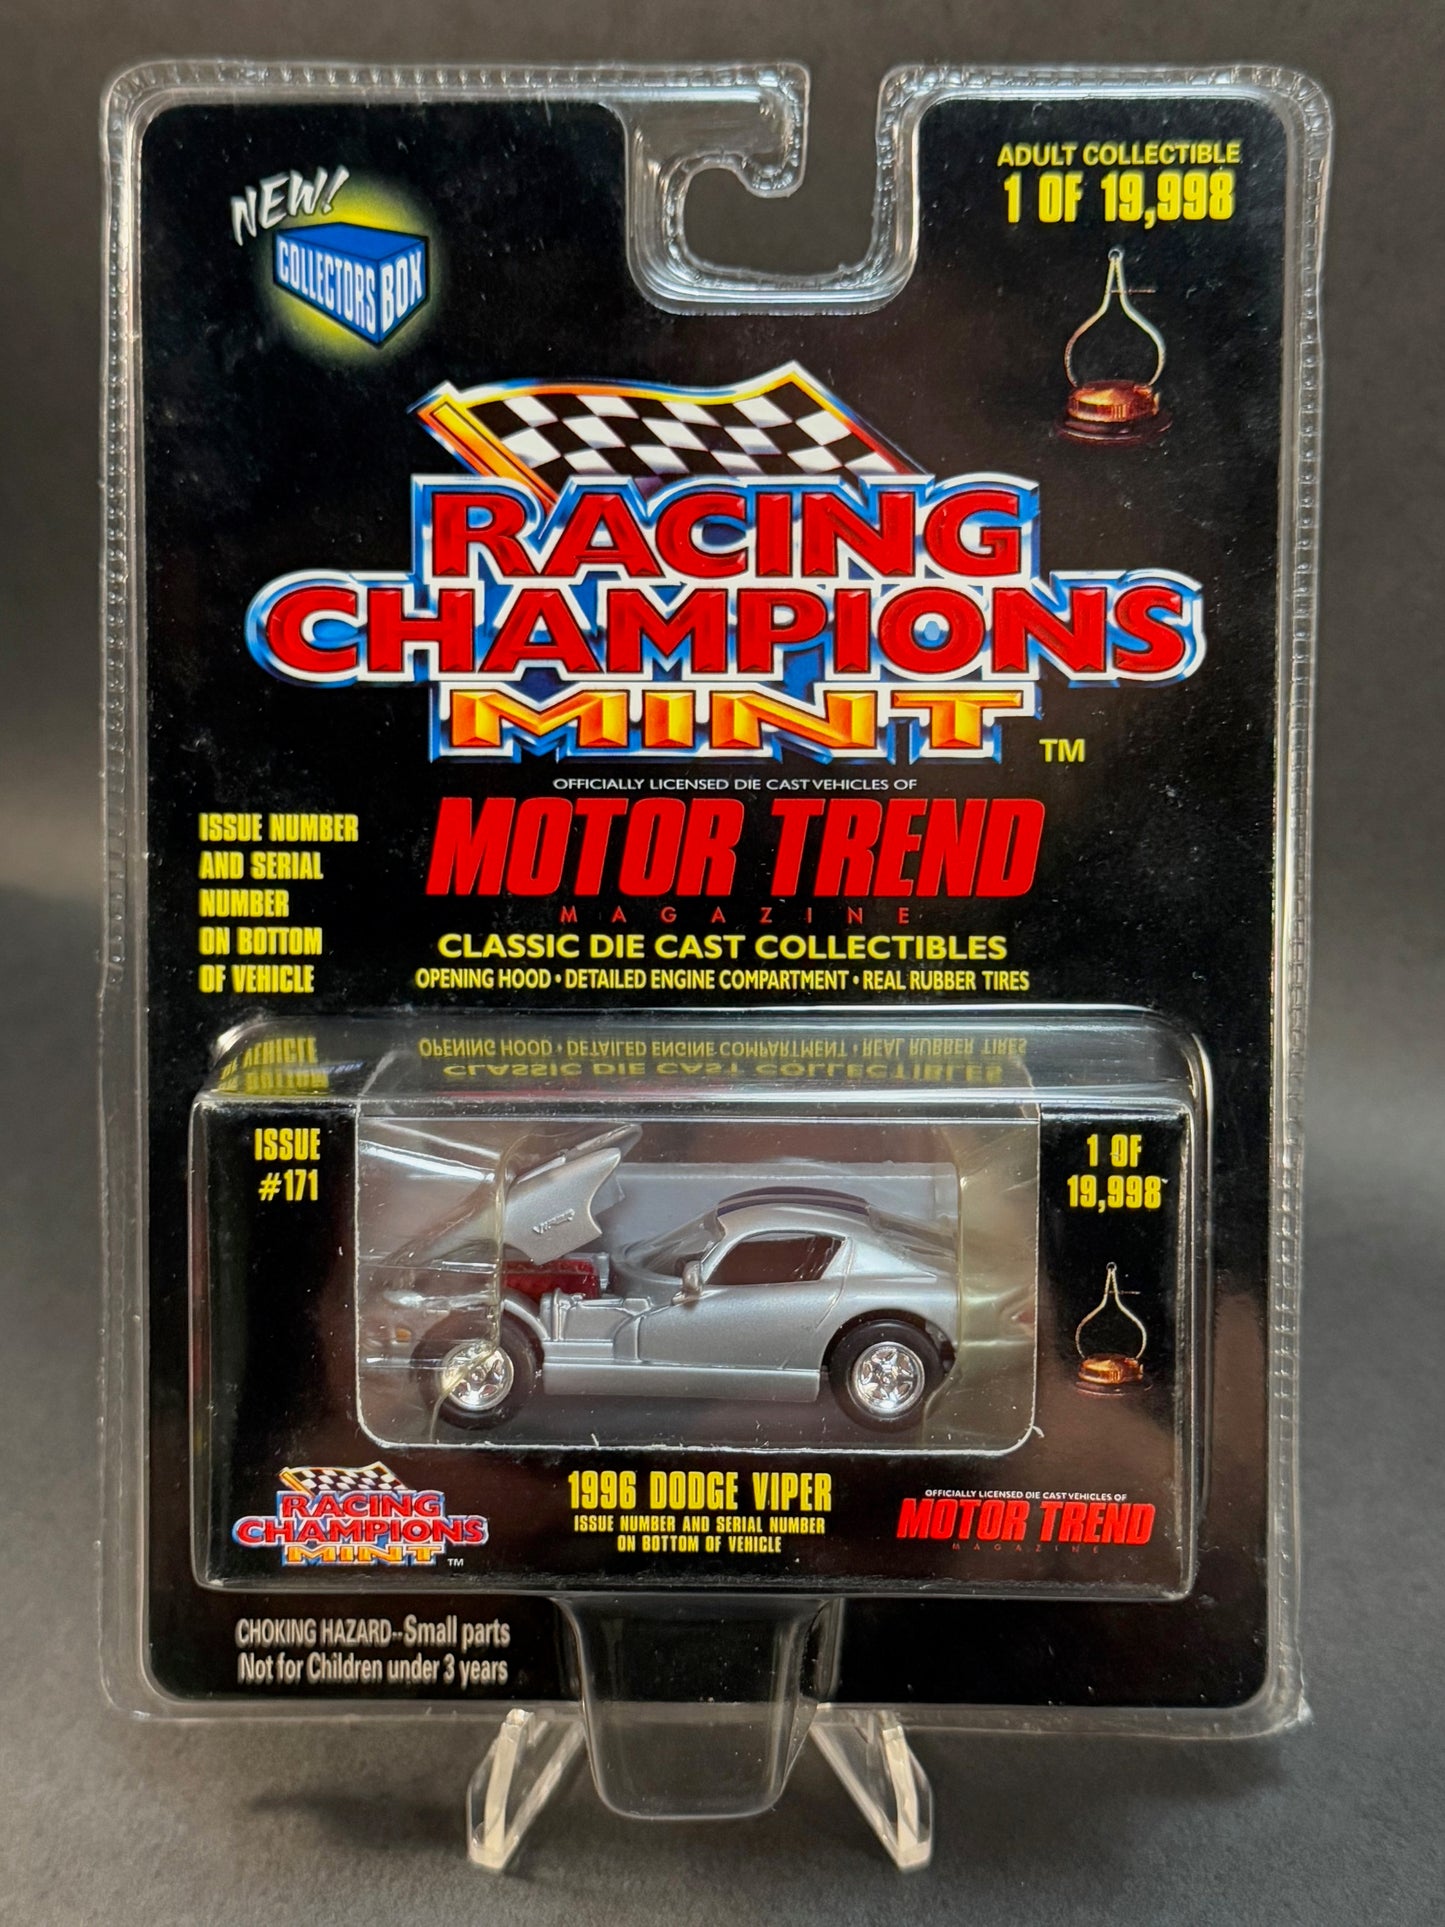 NEW!
COLLECTORS BOX
ADULT COLLECTIBLE
1 OF 19,998
RACING
CHAMPIONS
MINT
TM
OFFICIALLY LICENSED DIE CAST VEHICLES OF
MOTOR TREND
MAGAZINE
CLASSIC DIE CAST COLLECTIBLES
OPENING HOOD • DETAILED ENGINE COMPARTMENT • REAL RUBBER TIRES
ISSUE NUMBER
AND SERIAL
NUMBER
ON BOTTOM
OF VEHICLE
ISSUE
#171
1 OF
19,998
VIPER
RACING
CHAMPIONS
MINT
TM
1996 DODGE VIPER
ISSUE NUMBER AND SERIAL NUMBER
ON BOTTOM OF VEHICLE
OFFICIALLY LICENSED DIE CAST VEHICLES OF
MOTOR TREND
MAGAZINE
CHOKING HAZARD--Small parts
Not for Children under 3 years